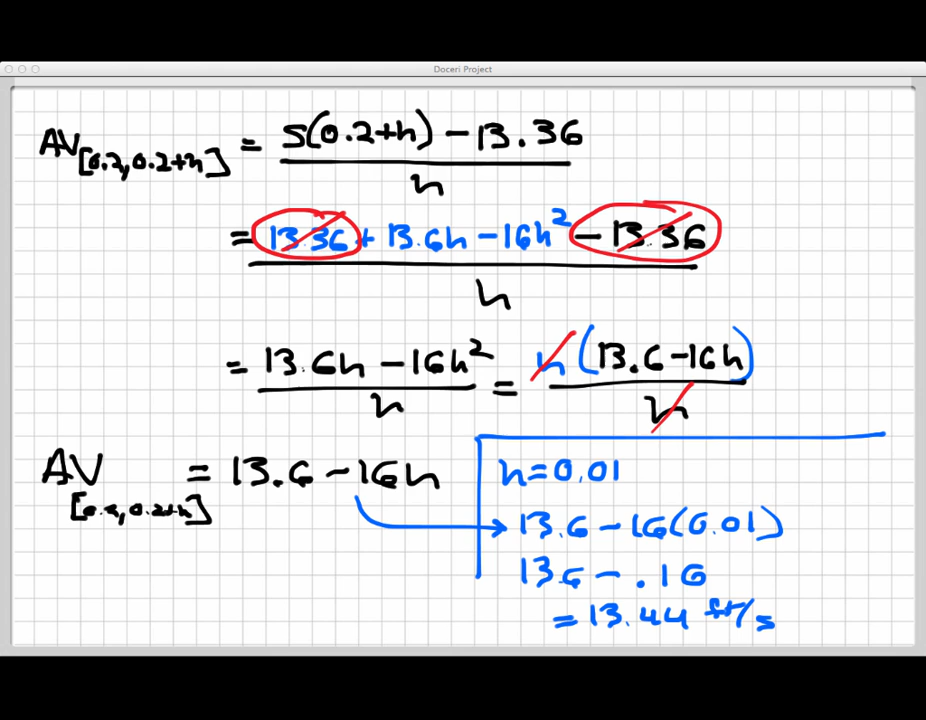 Doceri Project
AV[0.2,0.2+h] = (S(0.2+h) - 13.36)/h
= (13.36 + 13.6h - 16h² - 13.36)/h
= (13.6h - 16h²)/h = h(13.6 - 16h)/h
AV[0.2,0.2+h] = 13.6 - 16h
h = 0.01
13.6 - 16(0.01)
13.6 - .16
= 13.44 ft/s